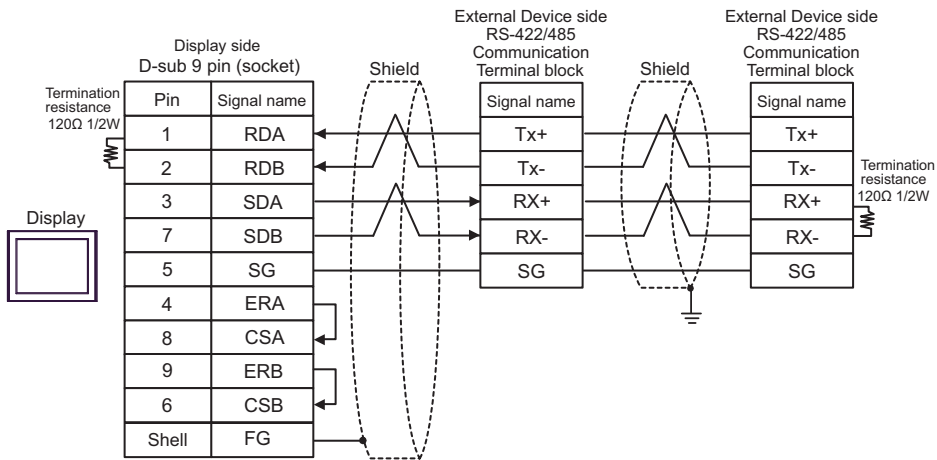 Display side
D-sub 9 pin (socket)
Termination
resistance
120Ω 1/2W
Pin
Signal name
1
RDA
2
RDB
3
SDA
7
SDB
5
SG
4
ERA
8
CSA
9
ERB
6
CSB
Shell
FG
Display
Shield
External Device side
RS-422/485
Communication
Terminal block
Signal name
Tx+
Tx-
RX+
RX-
SG
Shield
External Device side
RS-422/485
Communication
Terminal block
Signal name
Tx+
Tx-
RX+
RX-
SG
Termination
resistance
120Ω 1/2W